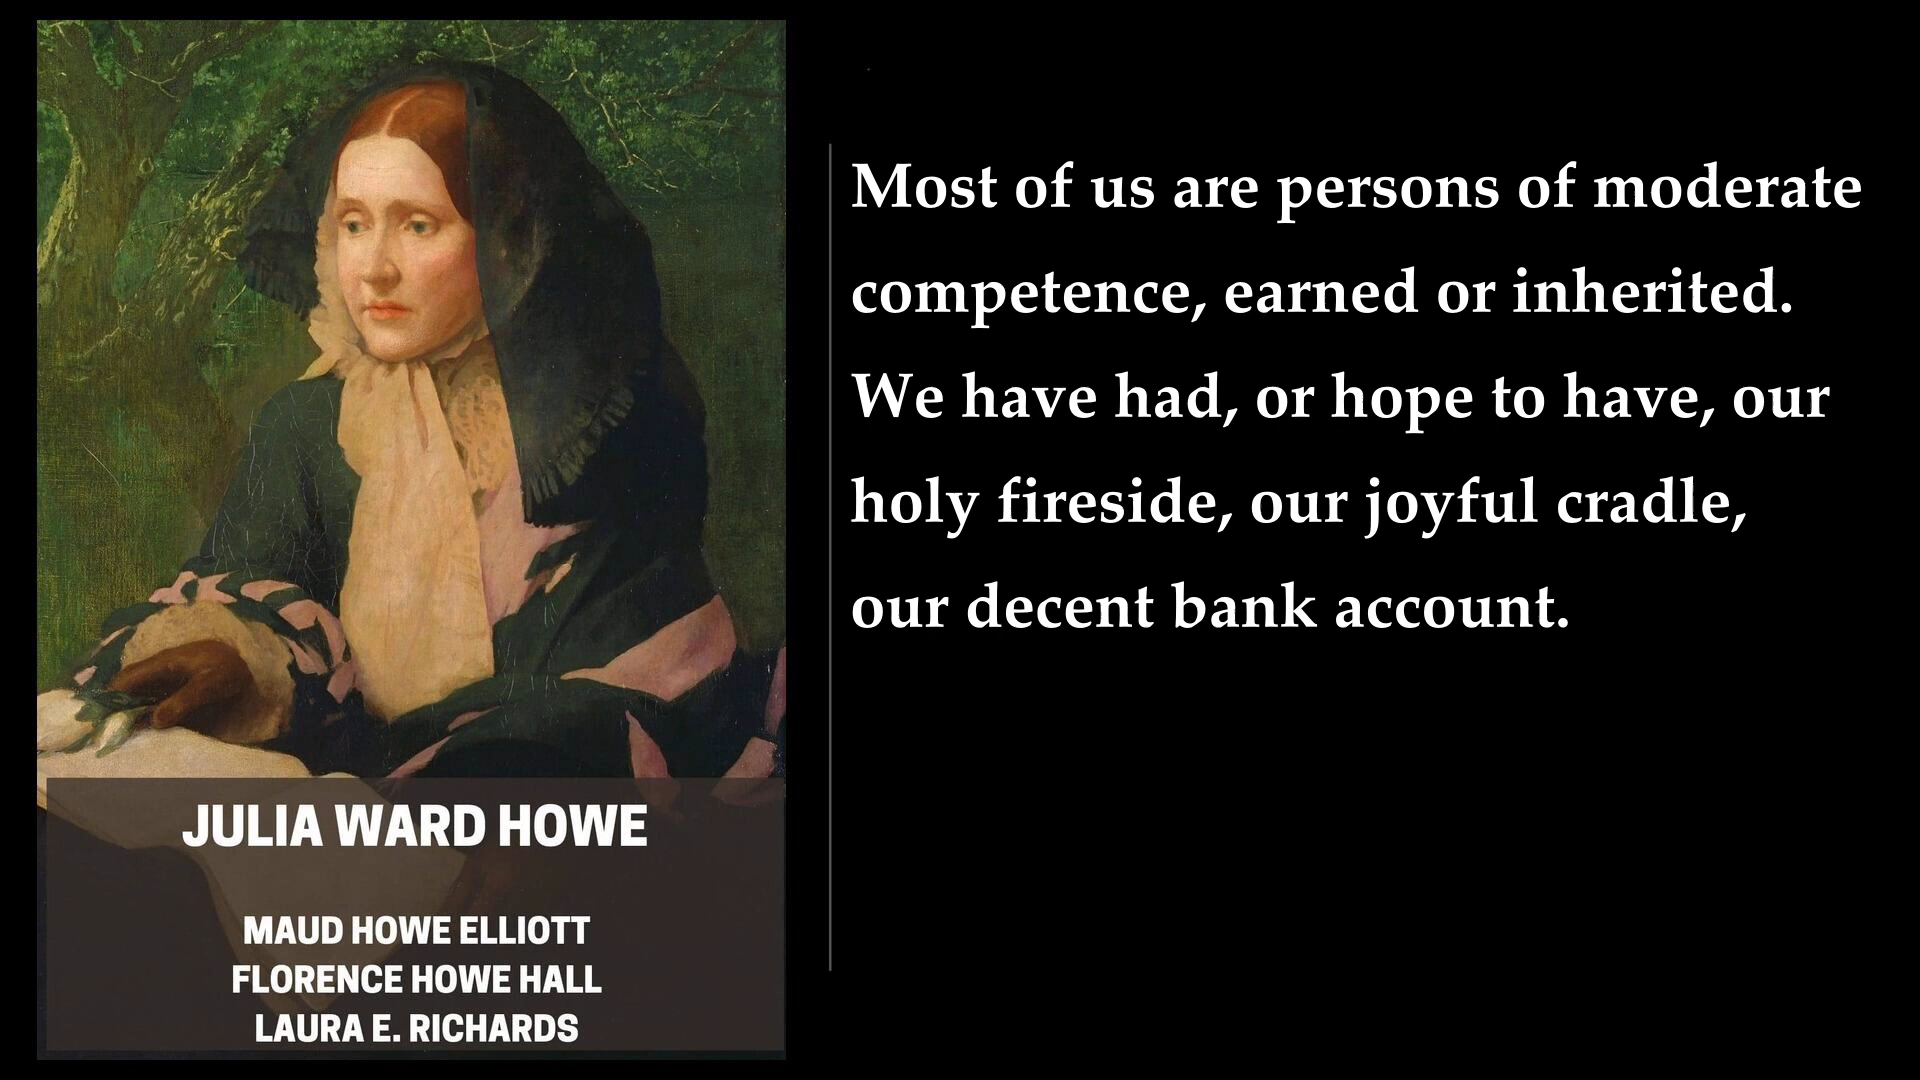 JULIA WARD HOWE
MAUD HOWE ELLIOTT
FLORENCE HOWE HALL
LAURA E. RICHARDS
Most of us are persons of moderate
competence, earned or inherited.
We have had, or hope to have, our
holy fireside, our joyful cradle,
our decent bank account.